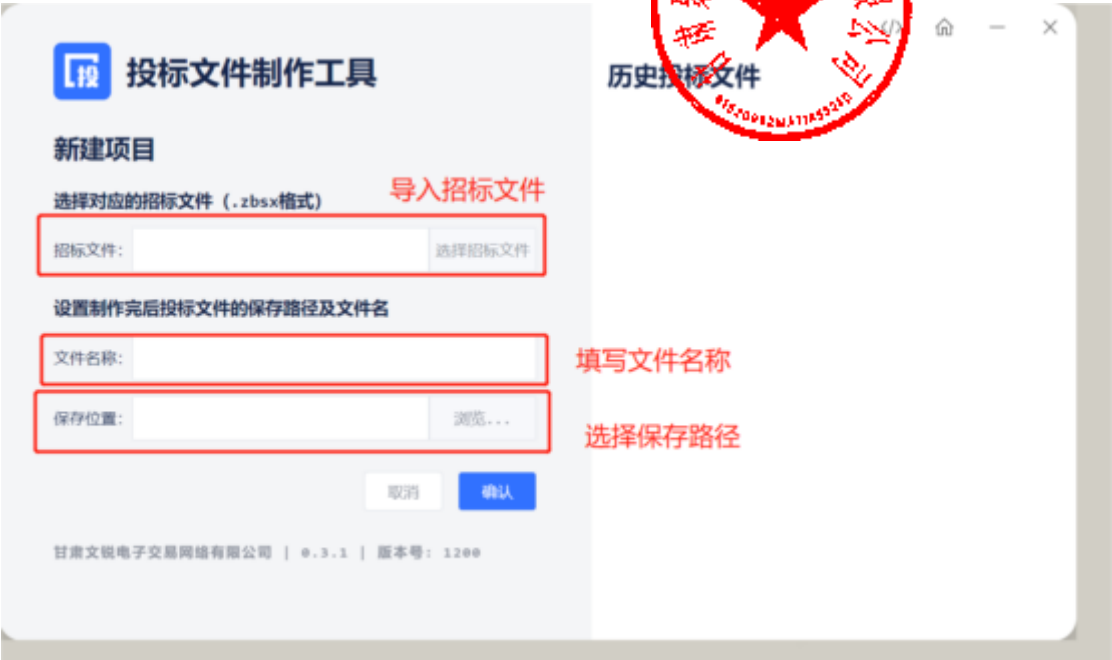 投标文件制作工具
历史投标文件
新建项目
选择对应的招标文件（.zbsx格式）
导入招标文件
招标文件：
选择招标文件
设置制作完后投标文件的保存路径及文件名
文件名称：
填写文件名称
保存位置：
浏览...
选择保存路径
取消
确认
甘肃文锐电子交易网络有限公司 | 0.3.1 | 版本号：1200